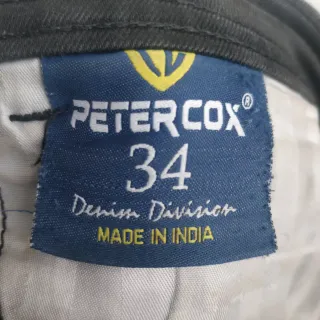 PETER COX®
34
Denim Division
MADE IN INDIA